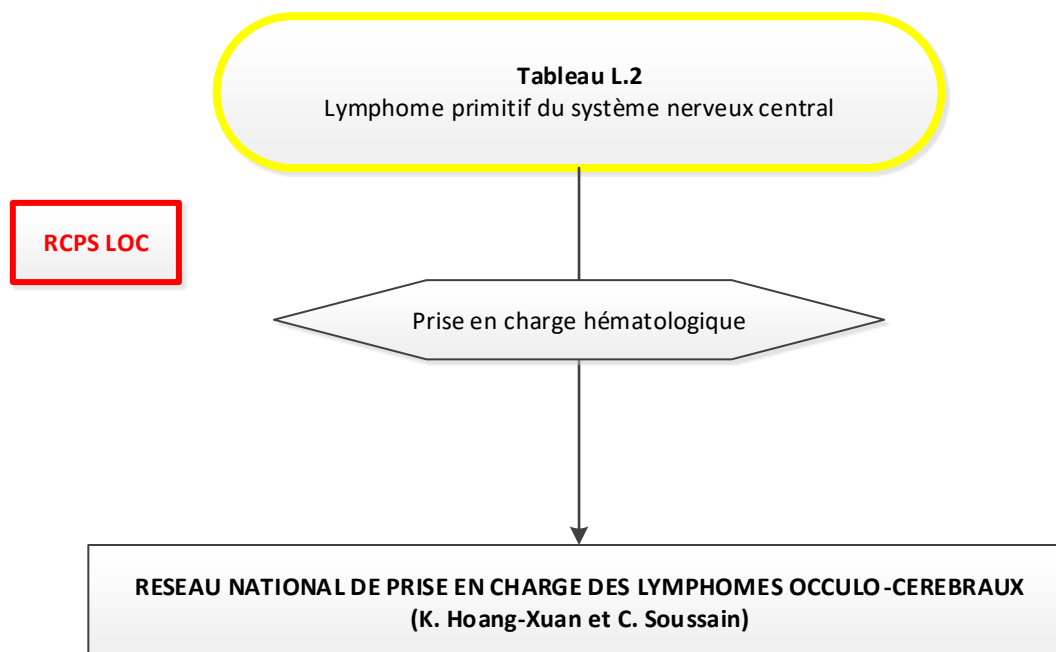 Tableau L.2
Lymphome primitif du système nerveux central
RCPS LOC
Prise en charge hématologique
RESEAU NATIONAL DE PRISE EN CHARGE DES LYMPHOMES OCCULO-CEREBRAUX
(K. Hoang-Xuan et C. Soussain)